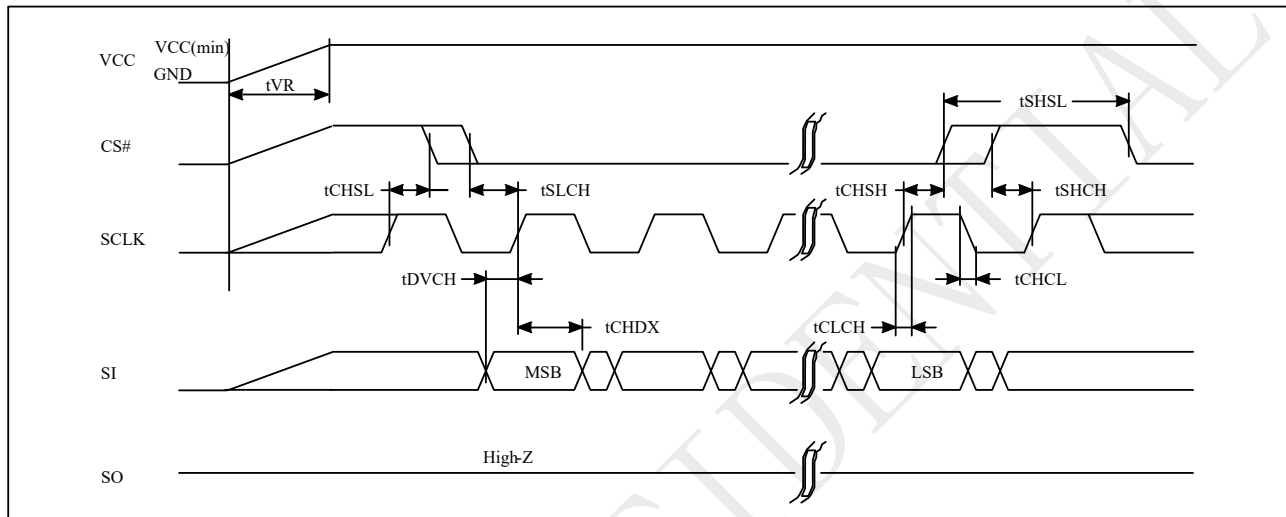 VCC
VCC(min)
GND
tVR
tSHSL
CS#
tCHSL
tSLCH
tCHSH
tSHCH
SCLK
tDVCH
tCHCL
tCHDX
tCLCH
SI
MSB
LSB
High-Z
SO